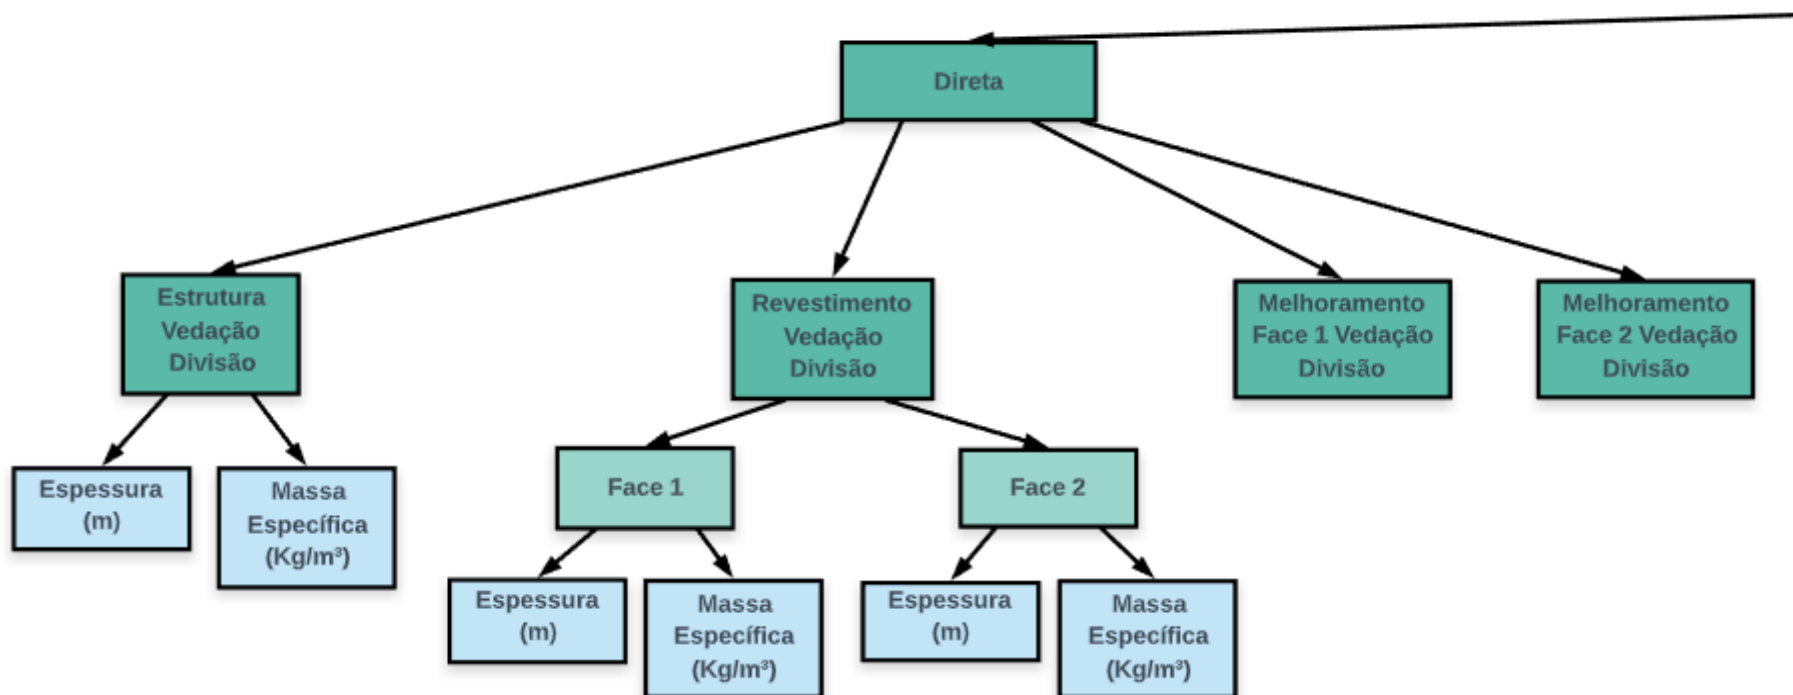 Direta
Estrutura
Vedação
Divisão
Revestimento
Vedação
Divisão
Melhoramento
Face 1 Vedação
Divisão
Melhoramento
Face 2 Vedação
Divisão
Espessura
(m)
Massa
Específica
(Kg/m³)
Face 1
Face 2
Espessura
(m)
Massa
Específica
(Kg/m³)
Espessura
(m)
Massa
Específica
(Kg/m³)